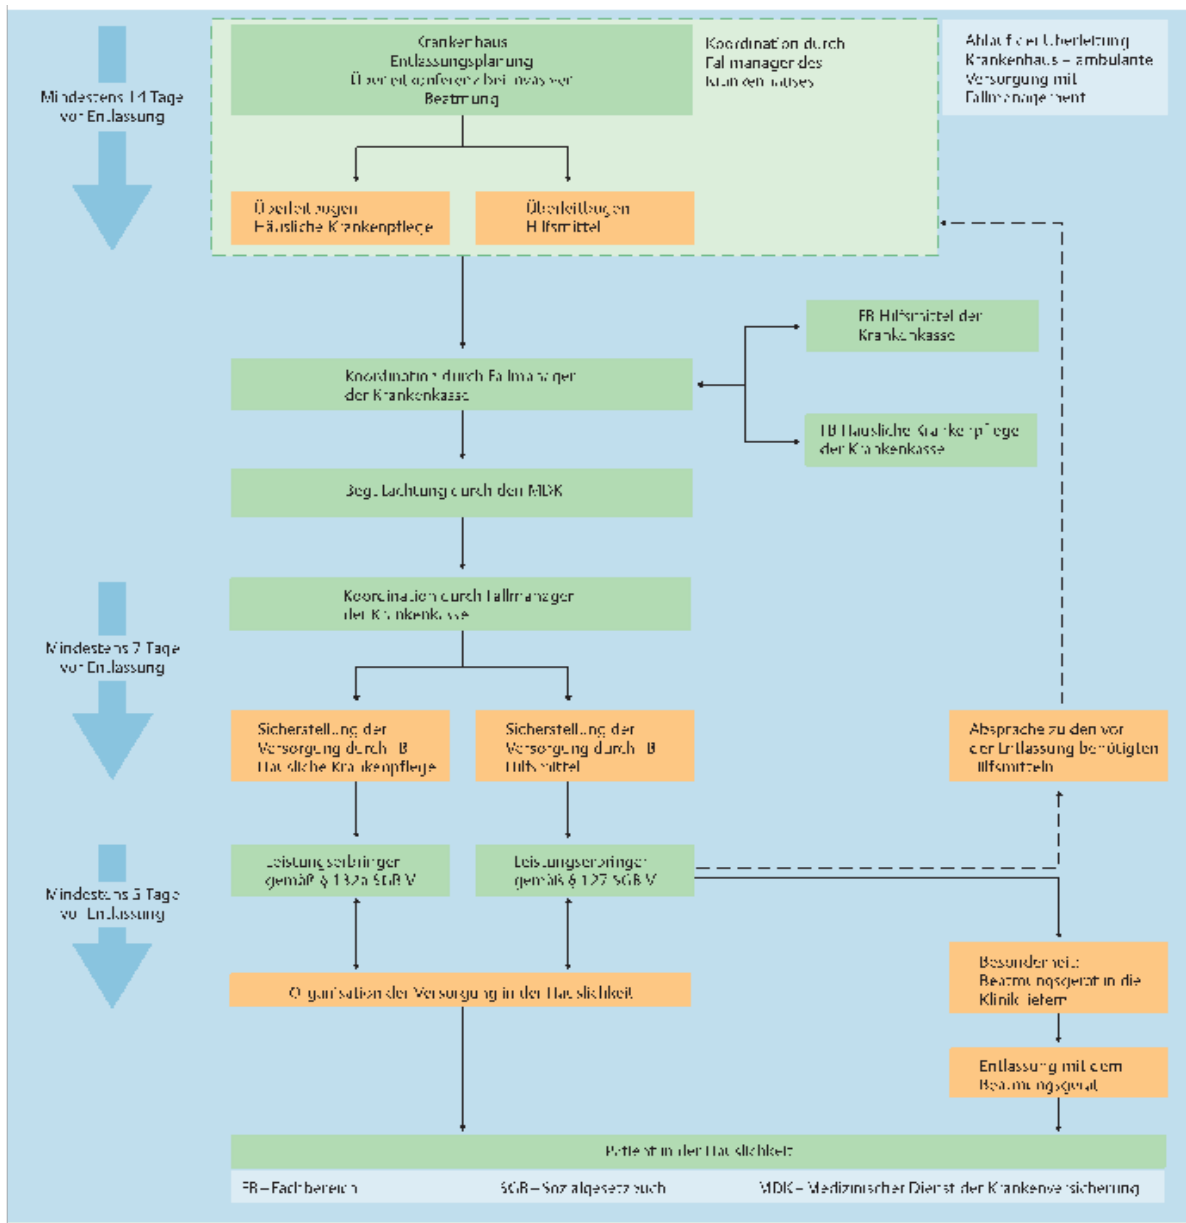 Krankenhaus
Entlassungsplanung
Überleitkonferenz bei invasiver
Beatmung
Koordination durch
Fallmanager des
Krankenhauses
Ablauf der Überleitung
Krankenhaus – ambulante
Versorgung mit
Fallmanagement
Mindestens 14 Tage
vor Entlassung
Überleitbogen
Häusliche Krankenpflege
Überleitbogen
Hilfsmittel
FB Hilfsmittel der
Krankenkasse
Koordination durch Fallmanager
der Krankenkasse
FB Häusliche Krankenpflege
der Krankenkasse
Begutachtung durch den MDK
Koordination durch Fallmanager
der Krankenkasse
Mindestens 7 Tage
vor Entlassung
Sicherstellung der
Versorgung durch FB
Häusliche Krankenpflege
Sicherstellung der
Versorgung durch FB
Hilfsmittel
Absprache zu den vor
der Entlassung benötigten
Hilfsmitteln
Leistungserbringer
gemäß § 132a SGB V
Leistungserbringer
gemäß § 127 SGB V
Mindestens Tage
vor Entlassung
Besonderheit:
Beatmungsgerät in die
Klinik liefern
Organisation der Versorgung in der Häuslichkeit
Entlassung mit dem
Beatmungsgerät
Patient in der Häuslichkeit
FB – Fachbereich
SGB – Sozialgesetzbuch
MDK – Medizinischer Dienst der Krankenversicherung